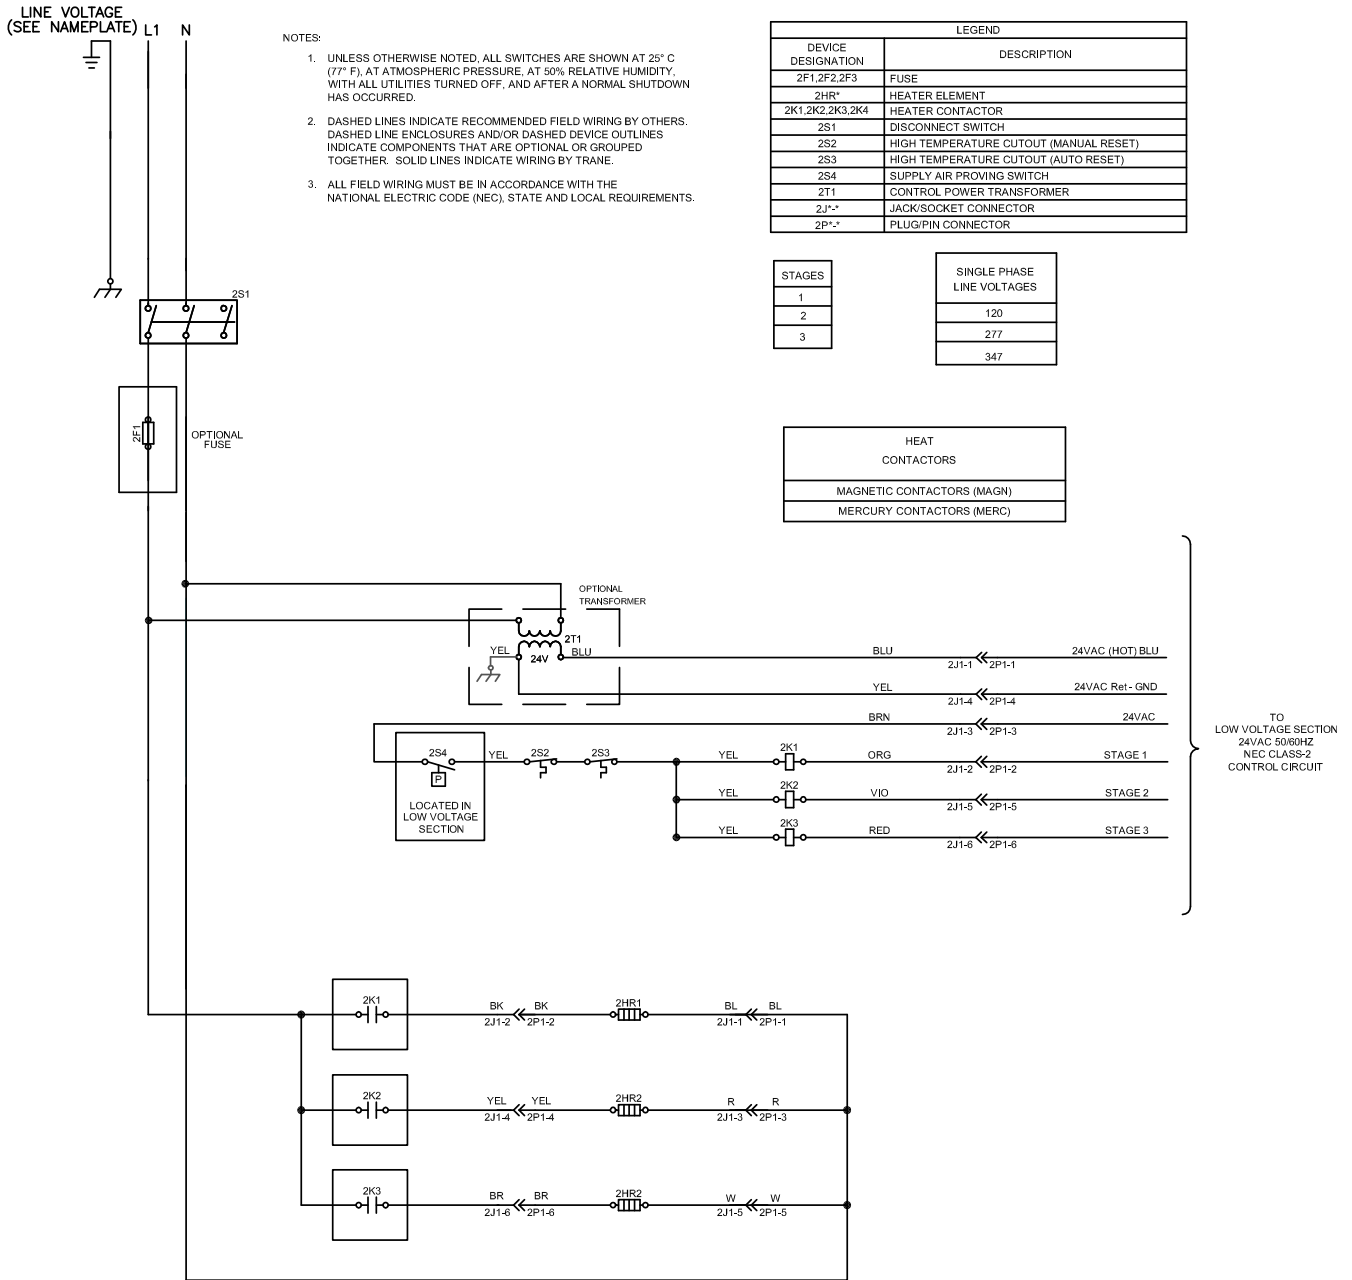 LINE VOLTAGE
(SEE NAMEPLATE) L1 N
NOTES:
1. UNLESS OTHERWISE NOTED, ALL SWITCHES ARE SHOWN AT 25° C
(77° F), AT ATMOSPHERIC PRESSURE, AT 50% RELATIVE HUMIDITY,
WITH ALL UTILITIES TURNED OFF, AND AFTER A NORMAL SHUTDOWN
HAS OCCURRED.
2. DASHED LINES INDICATE RECOMMENDED FIELD WIRING BY OTHERS.
DASHED LINE ENCLOSURES AND/OR DASHED DEVICE OUTLINES
INDICATE COMPONENTS THAT ARE OPTIONAL OR GROUPED
TOGETHER. SOLID LINES INDICATE WIRING BY TRANE.
3. ALL FIELD WIRING MUST BE IN ACCORDANCE WITH THE
NATIONAL ELECTRIC CODE (NEC), STATE AND LOCAL REQUIREMENTS.
LEGEND
DEVICE
DESIGNATION
DESCRIPTION
2F1,2F2,2F3 FUSE
2HR* HEATER ELEMENT
2K1,2K2,2K3,2K4 HEATER CONTACTOR
2S1 DISCONNECT SWITCH
2S2 HIGH TEMPERATURE CUTOUT (MANUAL RESET)
2S3 HIGH TEMPERATURE CUTOUT (AUTO RESET)
2S4 SUPPLY AIR PROVING SWITCH
2T1 CONTROL POWER TRANSFORMER
2J*-* JACK/SOCKET CONNECTOR
2P*-* PLUG/PIN CONNECTOR
STAGES
1
2
3
SINGLE PHASE
LINE VOLTAGES
120
277
347
2S1
2F1
OPTIONAL
FUSE
HEAT
CONTACTORS
MAGNETIC CONTACTORS (MAGN)
MERCURY CONTACTORS (MERC)
OPTIONAL
TRANSFORMER
2T1
YEL 24V BLU
BLU 2J1-1 2P1-1 24VAC (HOT) BLU
YEL 2J1-4 2P1-4 24VAC Ret - GND
BRN 2J1-3 2P1-3 24VAC
2S4 YEL 2S2 2S3 YEL 2K1 ORG 2J1-2 2P1-2 STAGE 1
P
LOCATED IN
LOW VOLTAGE
SECTION
YEL 2K2 VIO 2J1-5 2P1-5 STAGE 2
YEL 2K3 RED 2J1-6 2P1-6 STAGE 3
TO
LOW VOLTAGE SECTION
24VAC 50/60HZ
NEC CLASS-2
CONTROL CIRCUIT
2K1 BK BK 2HR1 BL BL
2J1-2 2P1-2 2J1-1 2P1-1
2K2 YEL YEL 2HR2 R R
2J1-4 2P1-4 2J1-3 2P1-3
2K3 BR BR 2HR2 W W
2J1-6 2P1-6 2J1-5 2P1-5